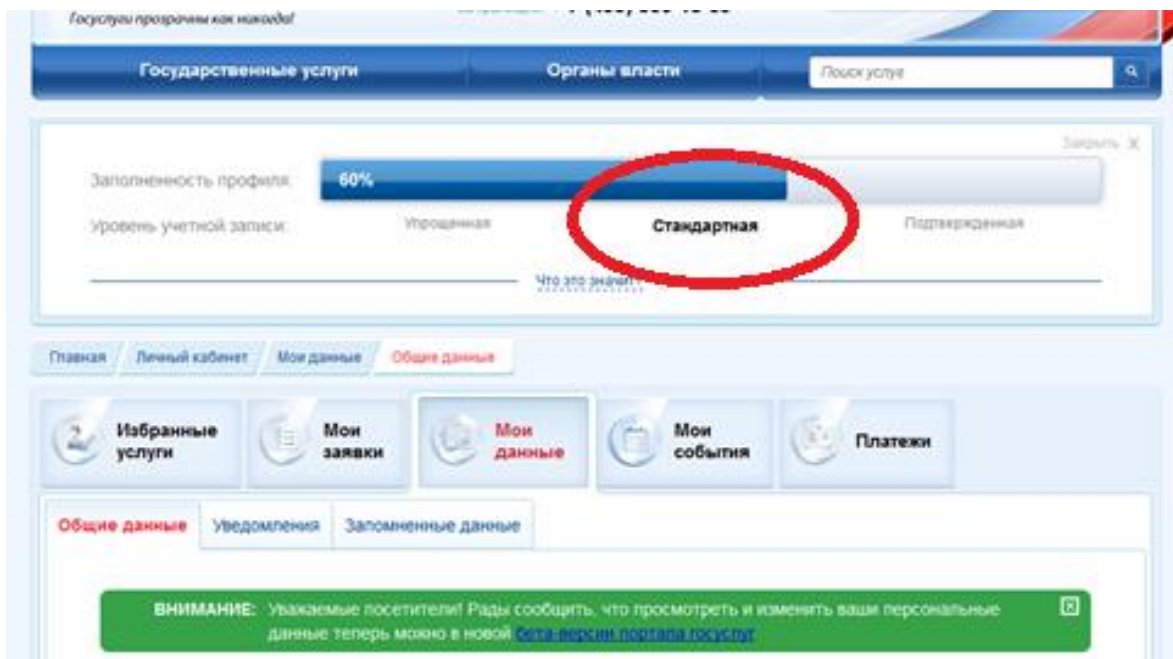 Госуслуги прозрачны как никогда!
Государственные услуги
Органы власти
Поиск услуг
Закрыть X
Заполненность профиля:
60%
Уровень учетной записи:
Упрощенная
Стандартная
Подтвержденная
Что это значит?
Главная
Личный кабинет
Мои данные
Общие данные
Избранные
услуги
Мои
заявки
Мои
данные
Мои
события
Платежи
Общие данные
Уведомления
Запомненные данные
ВНИМАНИЕ: Уважаемые посетители! Рады сообщить, что просмотреть и изменить ваши персональные
данные теперь можно в новой бета-версии портала госуслуг